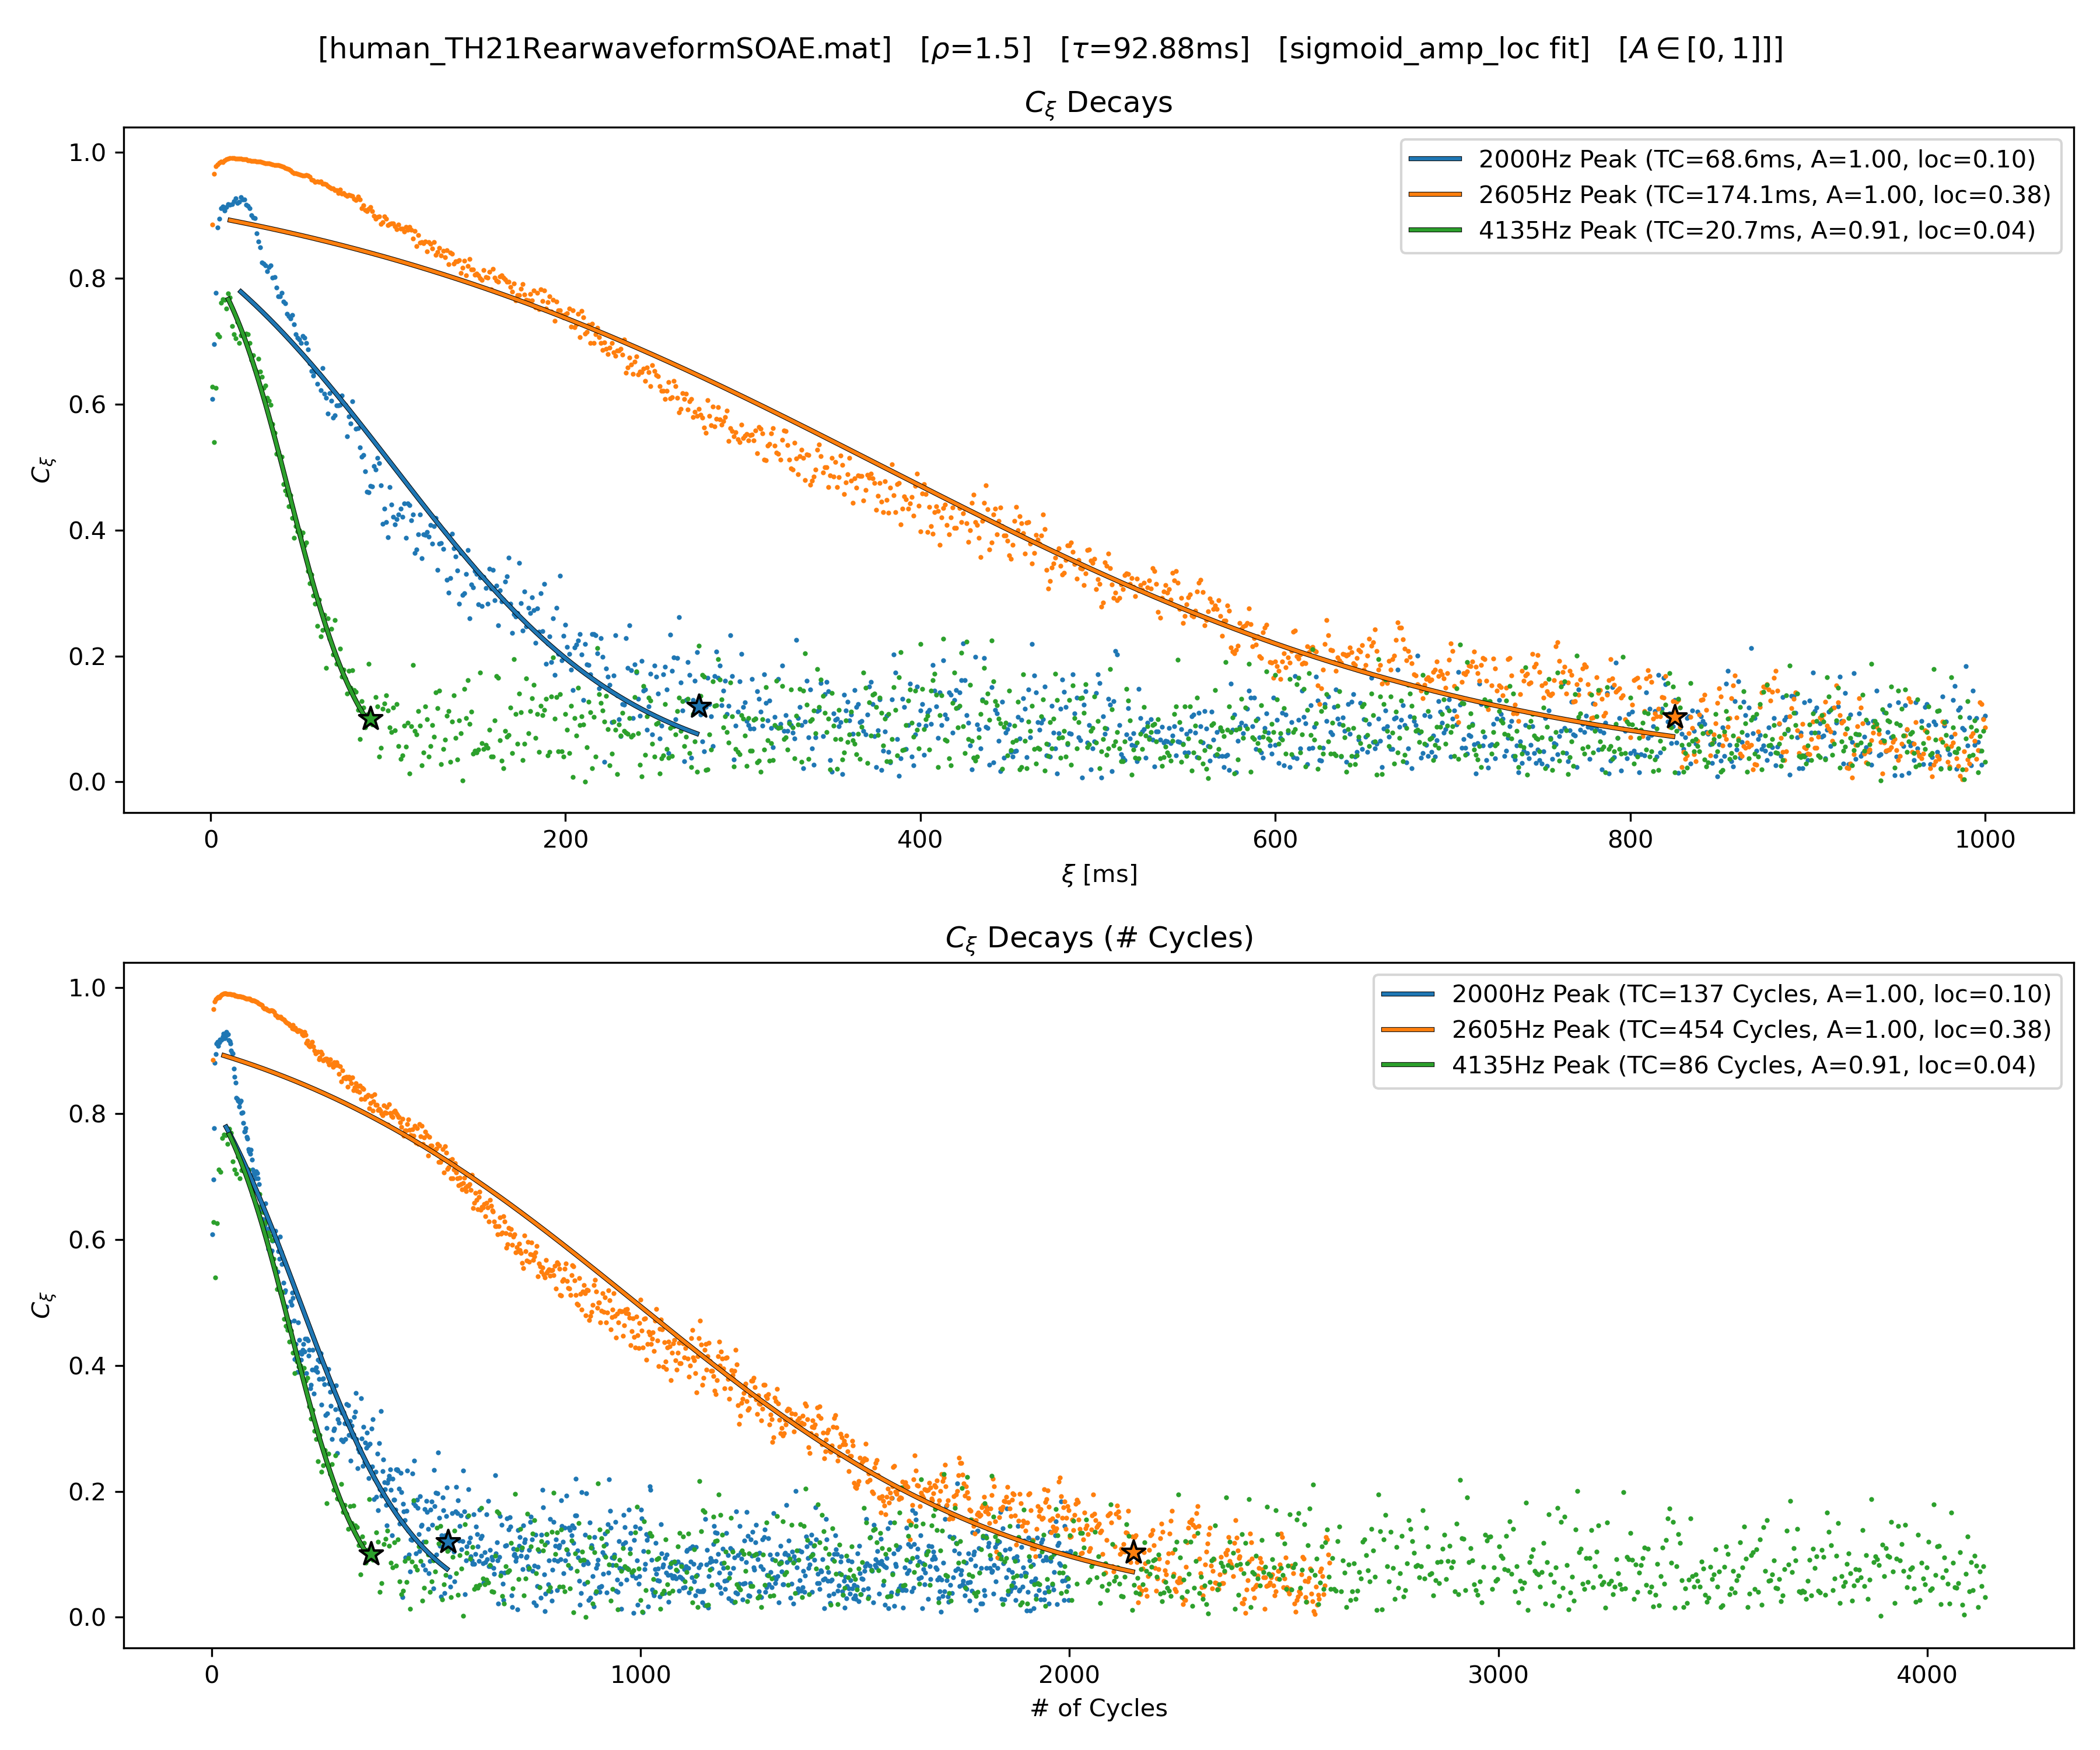 [human_TH21RearwaveformSOAE.mat] [ρ=1.5] [τ=92.88ms] [sigmoid_amp_loc fit] [A ∈ [0, 1]]]
C_ξ Decays
1.0
0.8
0.6
0.4
0.2
0.0
C_ξ
2000Hz Peak (TC=68.6ms, A=1.00, loc=0.10)
2605Hz Peak (TC=174.1ms, A=1.00, loc=0.38)
4135Hz Peak (TC=20.7ms, A=0.91, loc=0.04)
0 200 400 600 800 1000
ξ [ms]
C_ξ Decays (# Cycles)
1.0
0.8
0.6
0.4
0.2
0.0
C_ξ
2000Hz Peak (TC=137 Cycles, A=1.00, loc=0.10)
2605Hz Peak (TC=454 Cycles, A=1.00, loc=0.38)
4135Hz Peak (TC=86 Cycles, A=0.91, loc=0.04)
0 1000 2000 3000 4000
# of Cycles